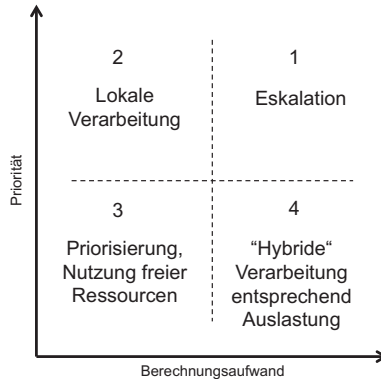 2
Lokale
Verarbeitung
1
Eskalation
Priorität
3
Priorisierung,
Nutzung freier
Ressourcen
4
“Hybride“
Verarbeitung
entsprechend
Auslastung
Berechnungsaufwand